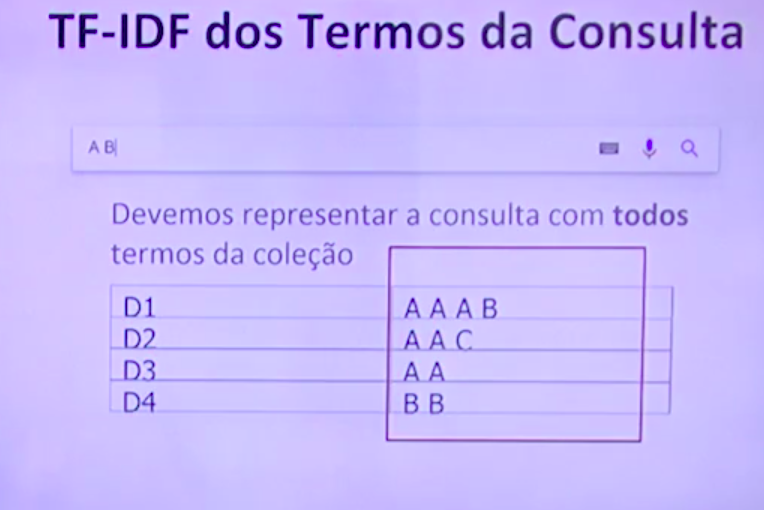 TF-IDF dos Termos da Consulta
A B
Devemos representar a consulta com todos
termos da coleção
D1 A A A B
D2 A A C
D3 A A
D4 B B